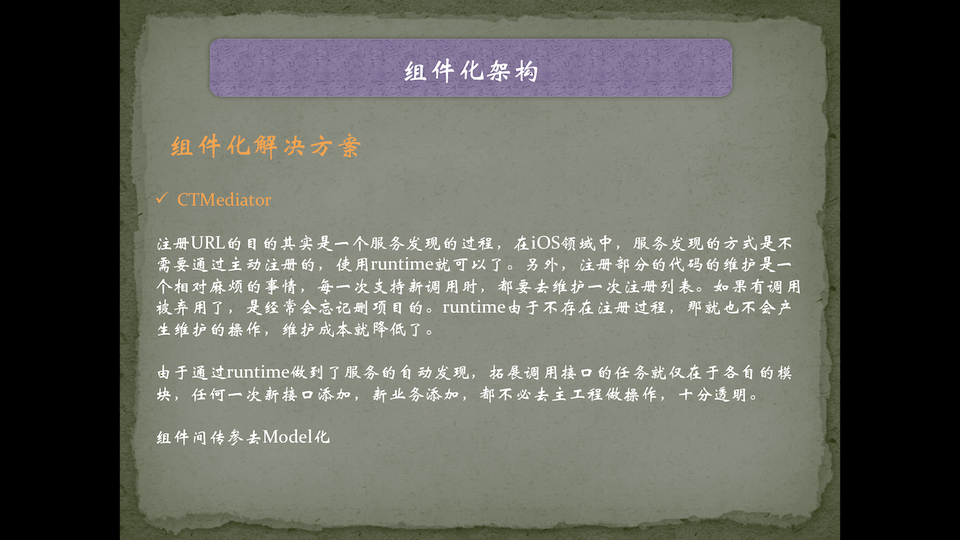 组件化架构
组件化解决方案
✓ CTMediator
注册URL的目的其实是一个服务发现的过程，在iOS领域中，服务发现的方式是不
需要通过主动注册的，使用runtime就可以了。另外，注册部分的代码的维护是一
个相对麻烦的事情，每一次支持新调用时，都要去维护一次注册列表。如果有调用
被弃用了，是经常会忘记删项目的。runtime由于不存在注册过程，那就也不会产
生维护的操作，维护成本就降低了。
由于通过runtime做到了服务的自动发现，拓展调用接口的任务就仅在于各自的模
块，任何一次新接口添加，新业务添加，都不必去主工程做操作，十分透明。
组件间传参去Model化